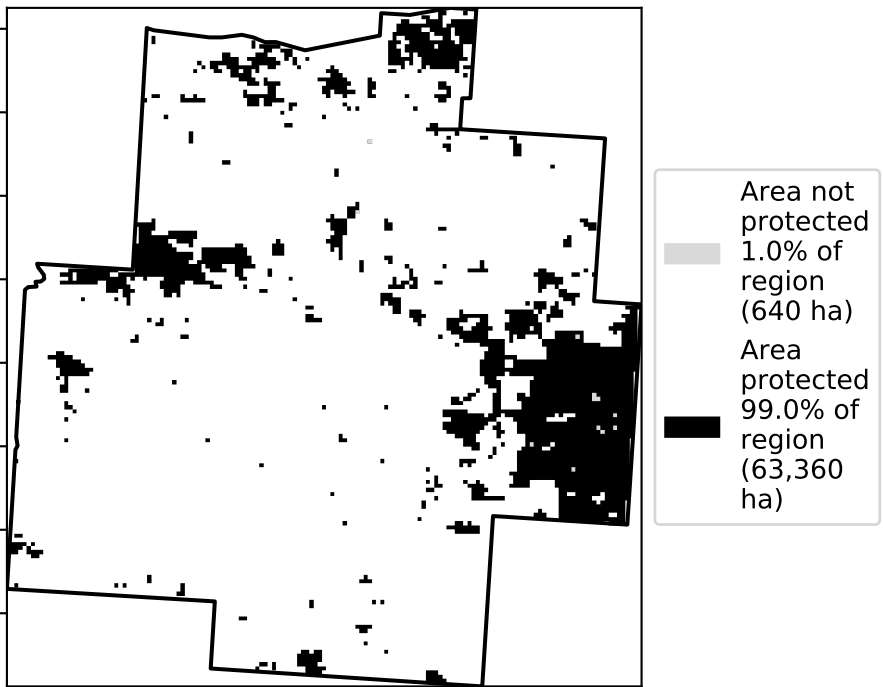 Area not
protected
1.0% of
region
(640 ha)
Area
protected
99.0% of
region
(63,360
ha)